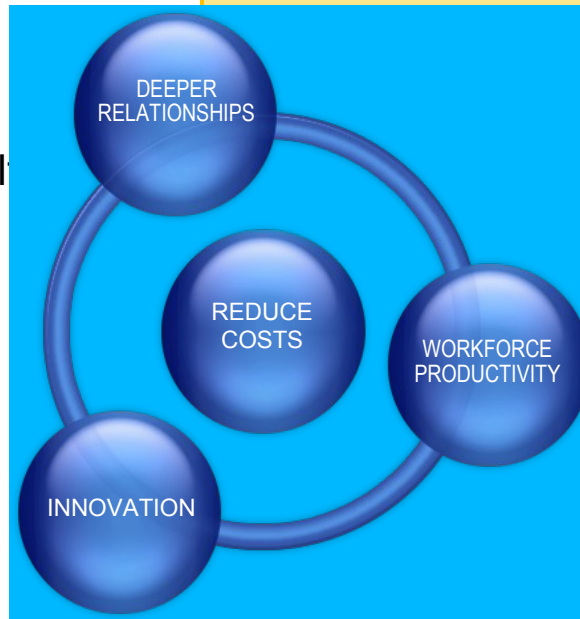 DEEPER
RELATIONSHIPS
REDUCE
COSTS
WORKFORCE
PRODUCTIVITY
INNOVATION